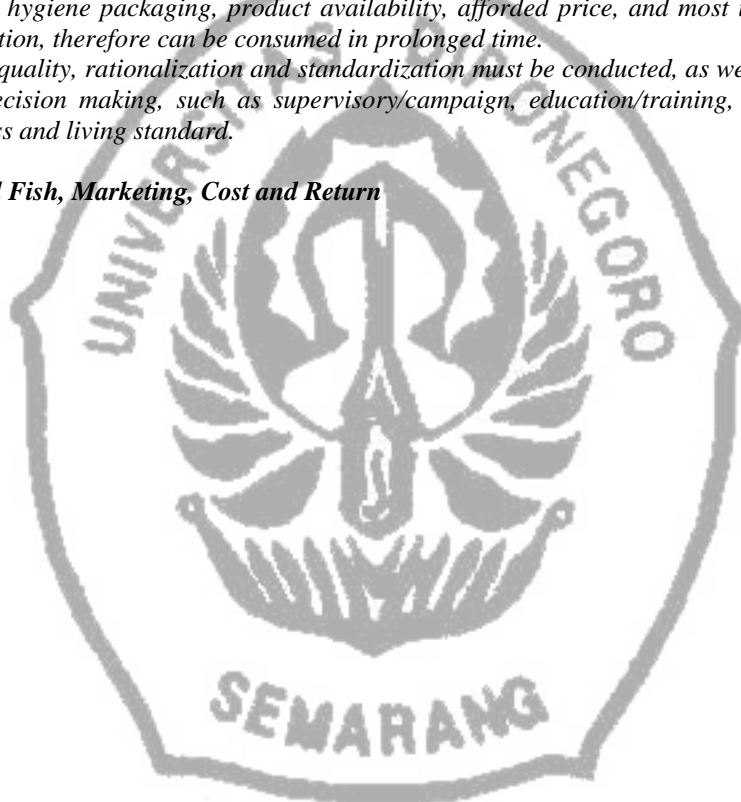 hygiene packaging, product availability, afforded price, and most
tion, therefore can be consumed in prolonged time.
quality, rationalization and standardization must be conducted, as
ecision making, such as supervisory/campaign, education/training,
ss and living standard.
Fish, Marketing, Cost and Return
UNIVERSITAS DIPONEGORO
SEMARANG